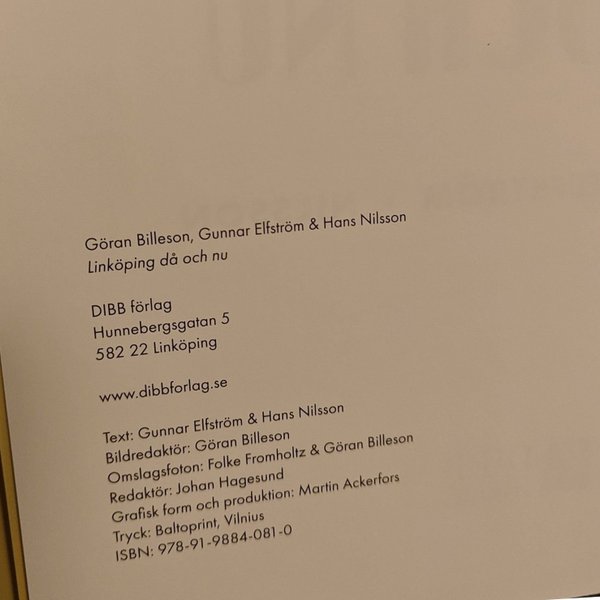 Göran Billeson, Gunnar Elfström & Hans Nilsson
Linköping då och nu
DIBB förlag
Hunnebergsgatan 5
582 22 Linköping
www.dibbforlag.se
Text: Gunnar Elfström & Hans Nilsson
Bildredaktör: Göran Billeson
Omslagsfoton: Folke Fromholtz & Göran Billeson
Redaktör: Johan Hagesund
Grafisk form och produktion: Martin Ackerfors
Tryck: Baltoprint, Vilnius
ISBN: 978-91-9884-081-0